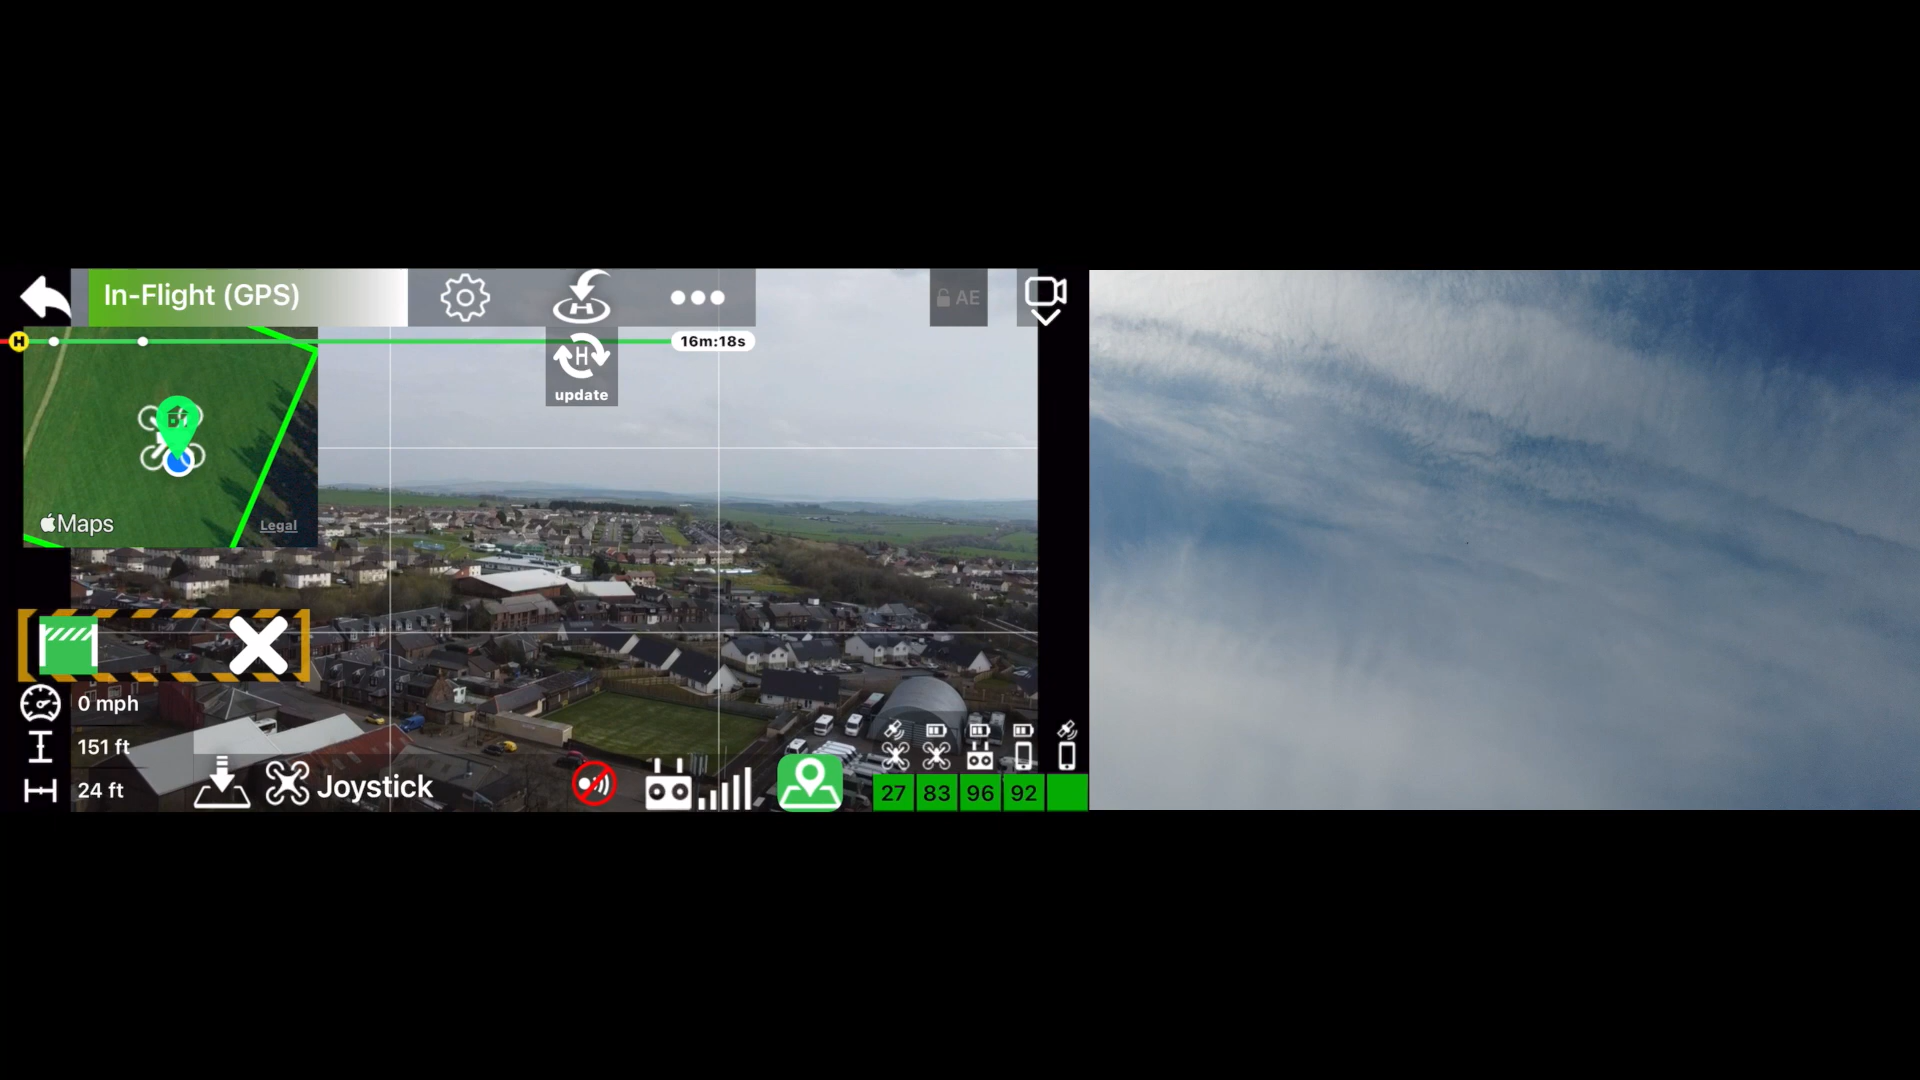 In-Flight (GPS)
AE
H
16m:18s
H
update
Maps
Legal
0 mph
151 ft
24 ft
Joystick
27 83 96 92